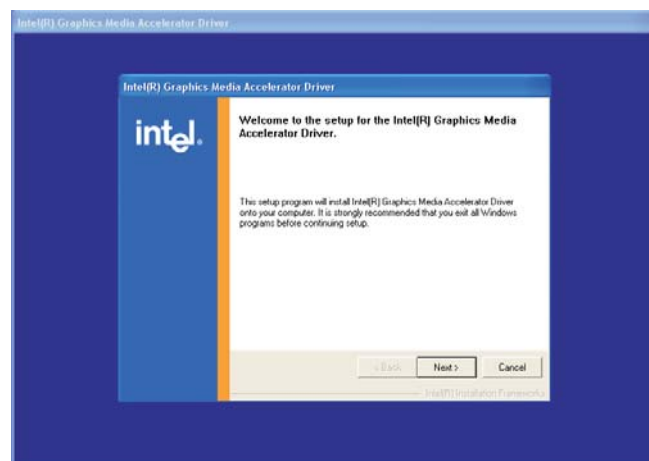 Intel(R) Graphics Media Accelerator Driver
Intel(R) Graphics Media Accelerator Driver
intel.
Welcome to the setup for the Intel(R) Graphics Media
Accelerator Driver.
This setup program will install Intel(R) Graphics Media Accelerator Driver
onto your computer. It is strongly recommended that you exit all Windows
programs before continuing setup.
< Back
Next >
Cancel
Intel(R) Installation Frameworks